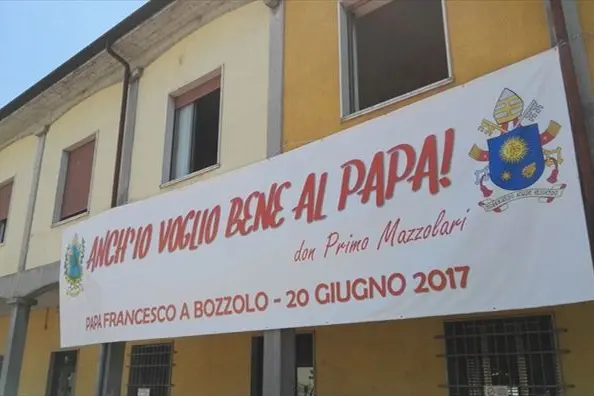 ANCH'IO VOGLIO BENE AL PAPA!
don Primo Mazzolari
PAPA FRANCESCO A BOZZOLO - 20 GIUGNO 2017